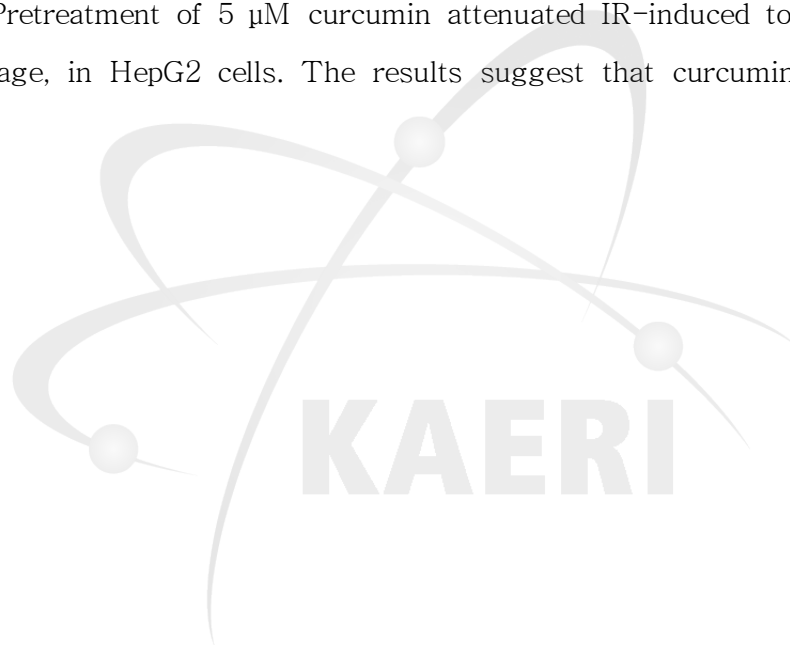 Pretreatment of 5 μM curcumin attenuated IR-induced to
age, in HepG2 cells. The results suggest that curcumin
KAERI